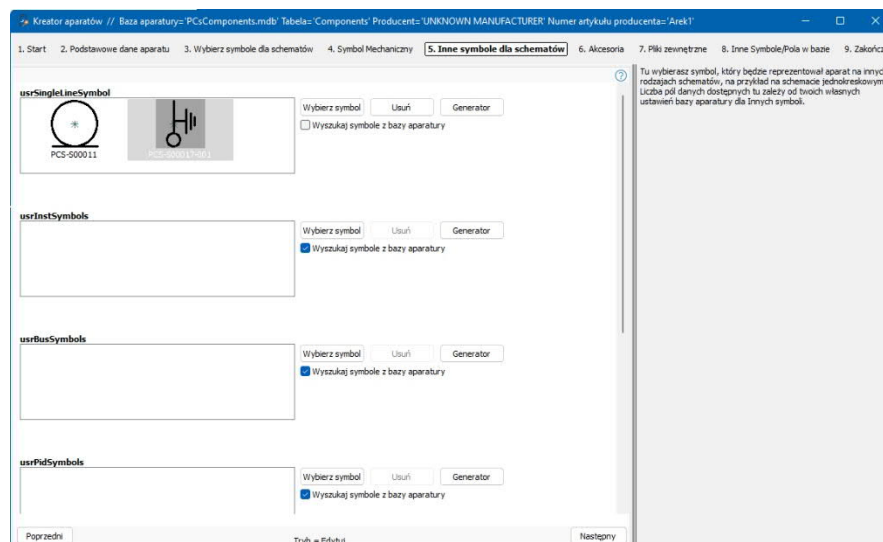 Kreator aparatów // Baza aparatury='PCsComponents.mdb' Tabela='Components' Producent='UNKNOWN MANUFACTURER' Numer artykułu producenta='Arek1'
1. Start 2. Podstawowe dane aparatu 3. Wybierz symbole dla schematów 4. Symbol Mechaniczny 5. Inne symbole dla schematów 6. Akcesoria 7. Pliki zewnętrzne 8. Inne Symbole/Pola w bazie 9. Zakończ
Tu wybierasz symbol, który będzie reprezentował aparat na innych
rodzajach schematów, na przykład na schemacie jednokreskowym
Liczba pól danych dostępnych tu zależy od twoich własnych
ustawień bazy aparatury dla Innych symboli.
usrSingleLineSymbol
Wybierz symbol Usuń Generator
Wyszukaj symbole z bazy aparatury
PCS-S00011 PCS-S00017-001
usrInstSymbols
Wybierz symbol Usuń Generator
Wyszukaj symbole z bazy aparatury
usrBusSymbols
Wybierz symbol Usuń Generator
Wyszukaj symbole z bazy aparatury
usrPidSymbols
Wybierz symbol Usuń Generator
Wyszukaj symbole z bazy aparatury
Poprzedni Tryb = Edytuj Następny